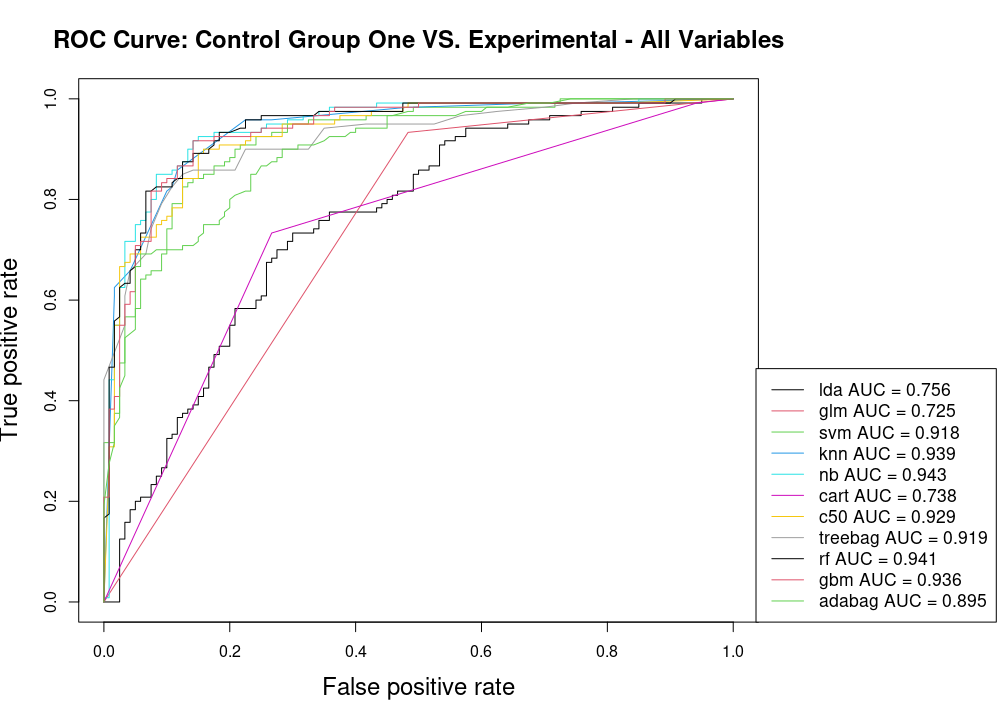 ROC Curve: Control Group One VS. Experimental - All Variables
True positive rate
1.0
0.8
0.6
0.4
0.2
0.0
0.0 0.2 0.4 0.6 0.8 1.0
False positive rate
lda AUC = 0.756
glm AUC = 0.725
svm AUC = 0.918
knn AUC = 0.939
nb AUC = 0.943
cart AUC = 0.738
c50 AUC = 0.929
treebag AUC = 0.919
rf AUC = 0.941
gbm AUC = 0.936
adabag AUC = 0.895